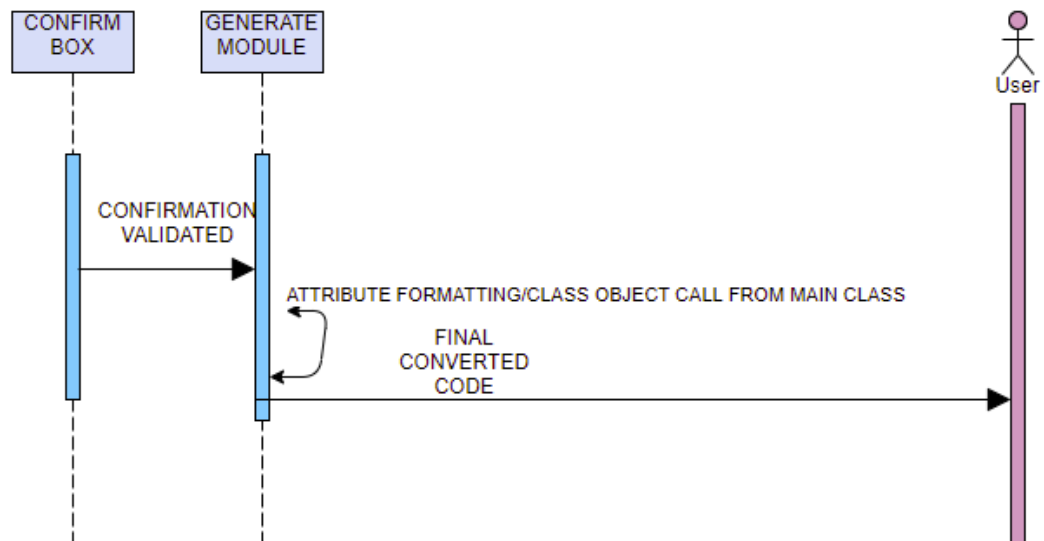 CONFIRM
BOX
GENERATE
MODULE
User
CONFIRMATION
VALIDATED
ATTRIBUTE FORMATTING/CLASS OBJECT CALL FROM MAIN CLASS
FINAL
CONVERTED
CODE